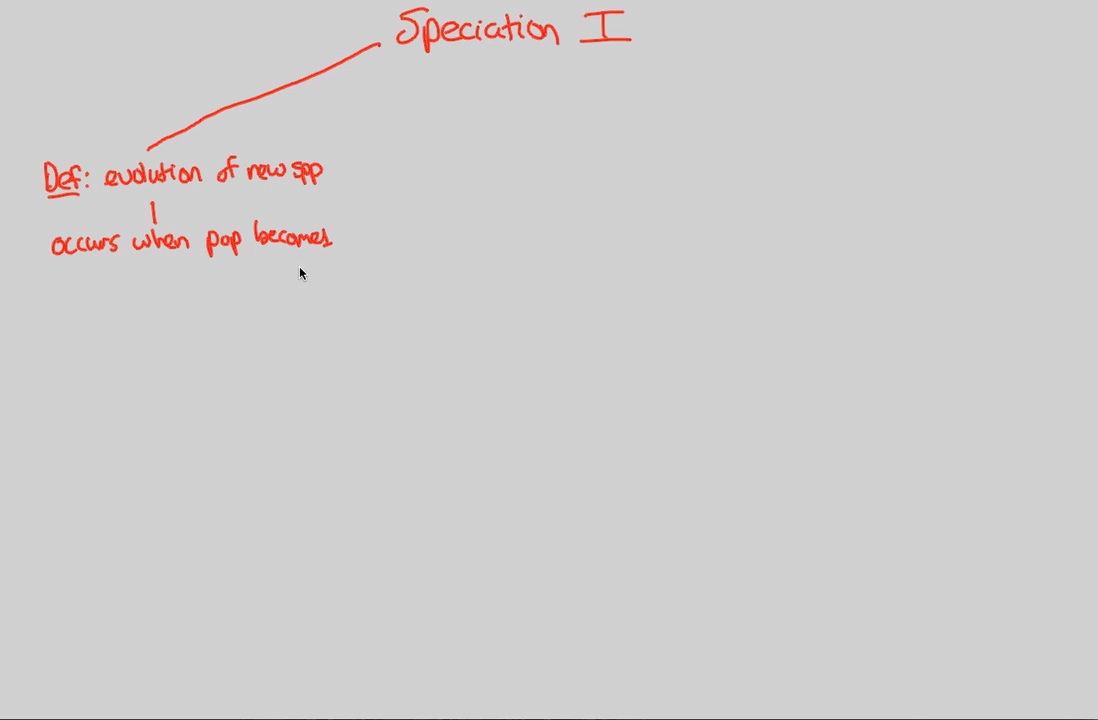 Speciation I
Def: evolution of new spp
occurs when pop becomes